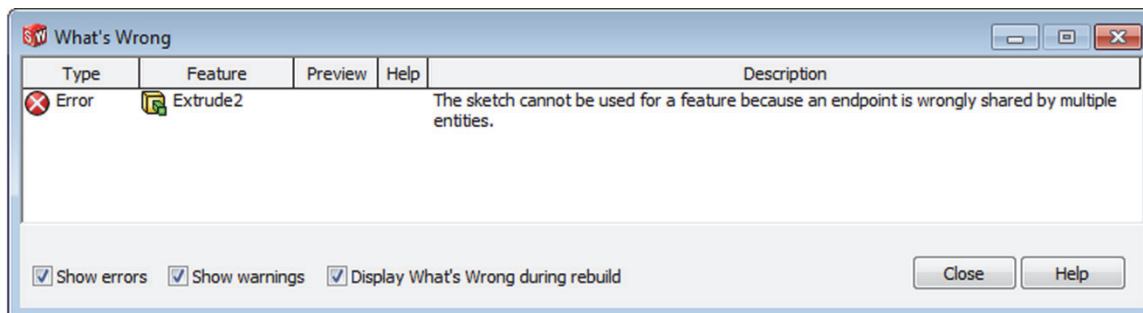 What's Wrong
Type Feature Preview Help Description
Error Extrude2 The sketch cannot be used for a feature because an endpoint is wrongly shared by multiple
entities.
Show errors Show warnings Display What's Wrong during rebuild Close Help